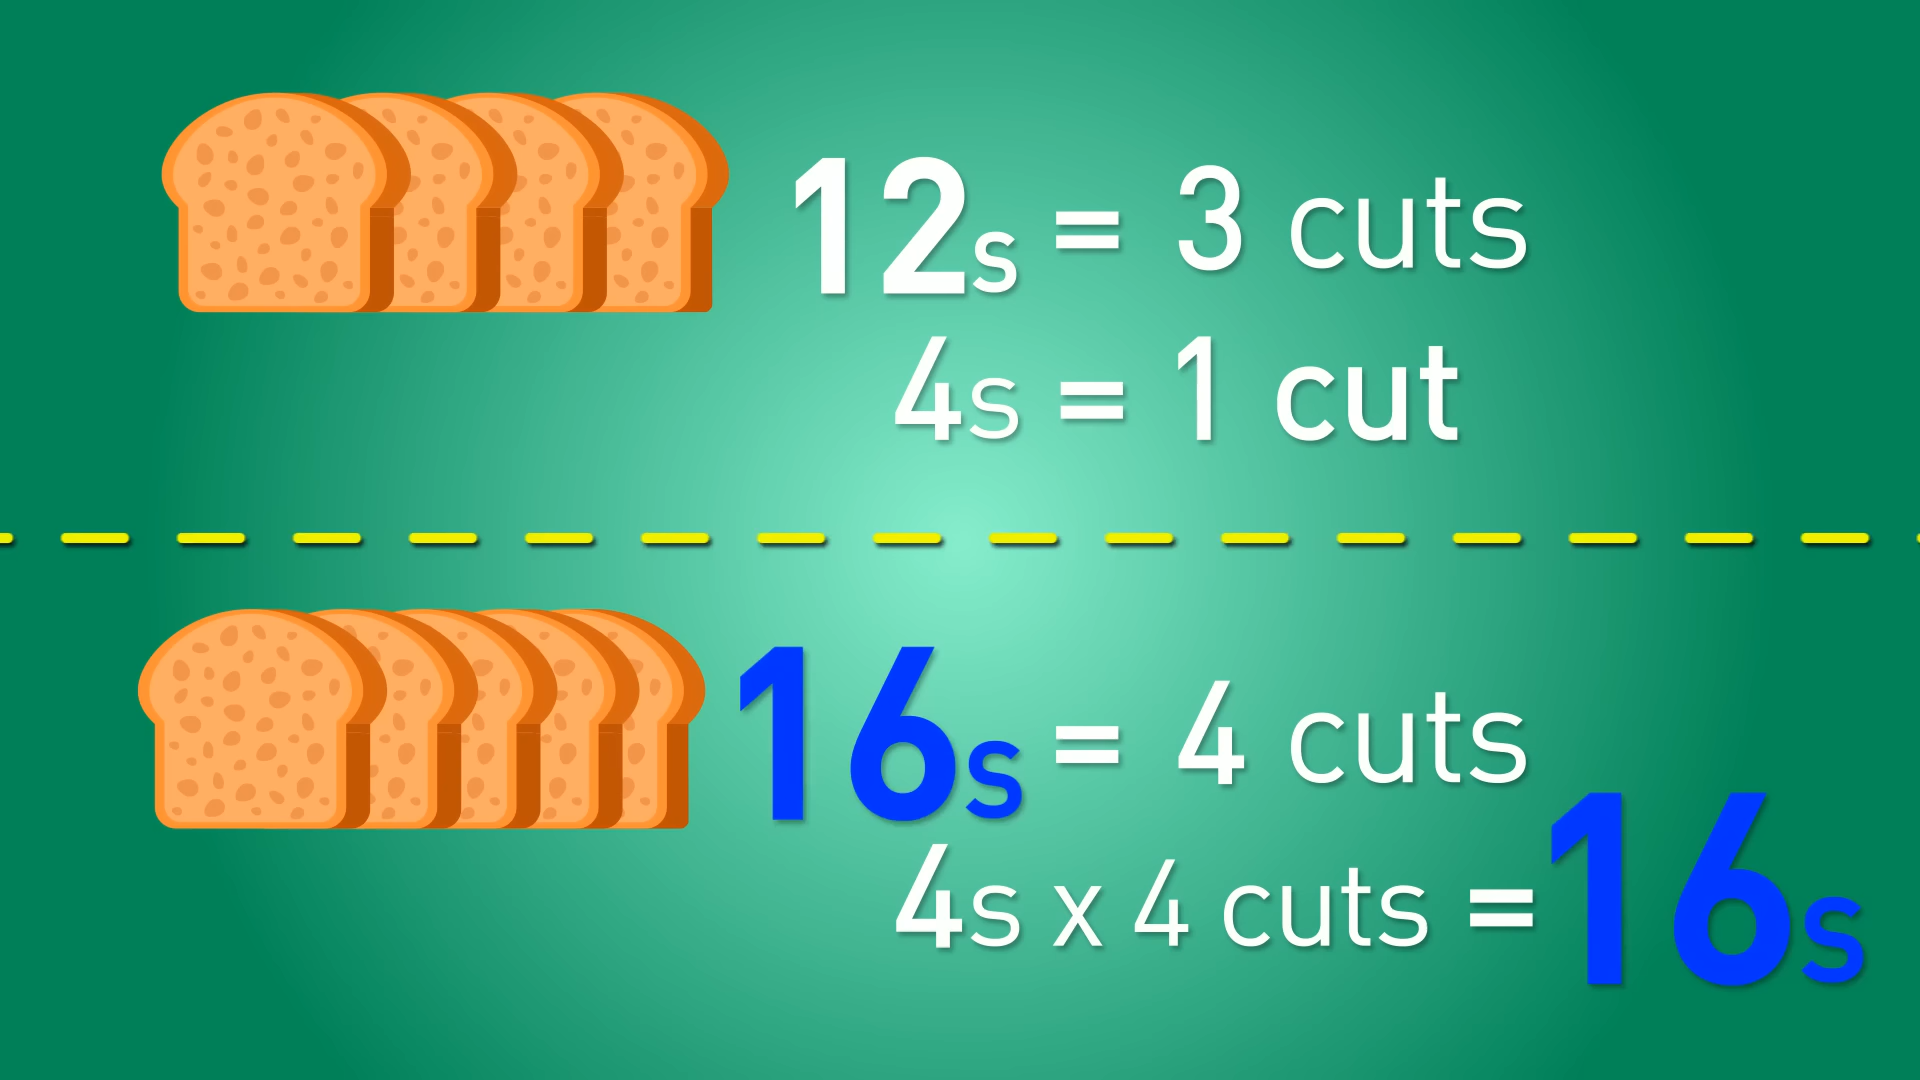 12s = 3 cuts
4s = 1 cut
16s = 4 cuts
4s x 4 cuts = 16s